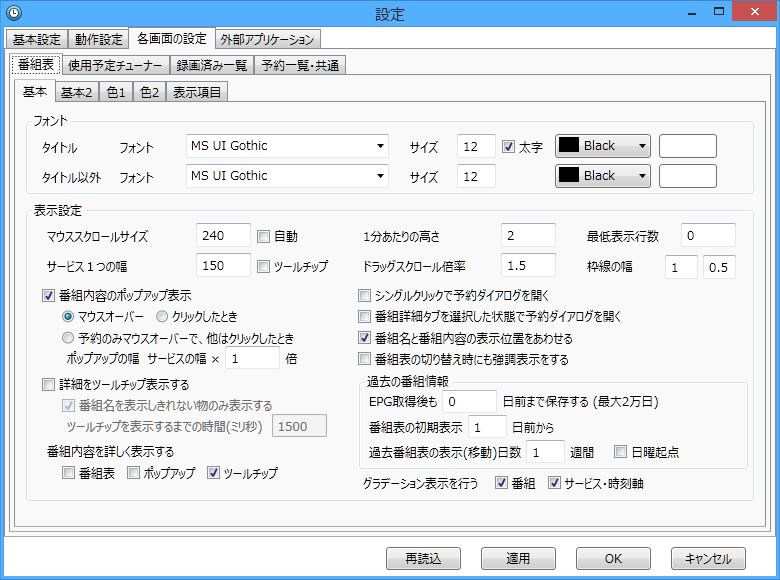 設定
基本設定 動作設定 各画面の設定 外部アプリケーション
番組表 使用予定チューナー 録画済み一覧 予約一覧・共通
基本 基本2 色1 色2 表示項目
フォント
タイトル フォント MS UI Gothic サイズ 12 太字 Black
タイトル以外 フォント MS UI Gothic サイズ 12 Black
表示設定
マウススクロールサイズ 240 自動 1分あたりの高さ 2 最低表示行数 0
サービス1つの幅 150 ツールチップ ドラッグスクロール倍率 1.5 枠線の幅 1 0.5
番組内容のポップアップ表示
マウスオーバー クリックしたとき
予約のみマウスオーバーで、他はクリックしたとき
ポップアップの幅 サービスの幅 × 1 倍
シングルクリックで予約ダイアログを開く
番組詳細タブを選択した状態で予約ダイアログを開く
番組名と番組内容の表示位置をあわせる
番組表の切り替え時にも強調表示をする
詳細をツールチップ表示する
番組名を表示しきれない物のみ表示する
ツールチップを表示するまでの時間(ミリ秒) 1500
番組内容を詳しく表示する
番組表 ポップアップ ツールチップ
過去の番組情報
EPG取得後も 0 日前まで保存する (最大2万日)
番組表の初期表示 1 日前から
過去番組表の表示(移動)日数 1 週間 日曜起点
グラデーション表示を行う 番組 サービス・時刻軸
再読込 適用 OK キャンセル